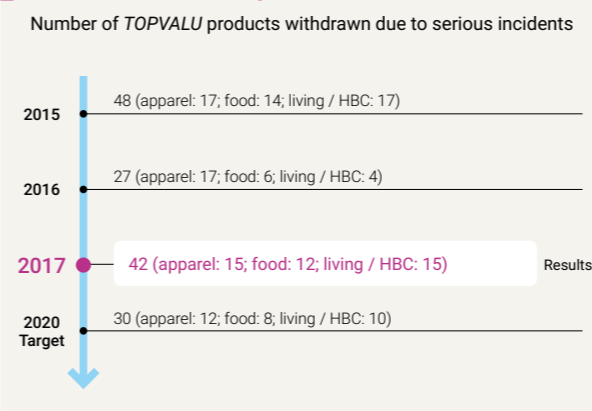 Number of TOPVALU products withdrawn due to serious incidents
2015
48 (apparel: 17; food: 14; living / HBC: 17)
2016
27 (apparel: 17; food: 6; living / HBC: 4)
2017
42 (apparel: 15; food: 12; living / HBC: 15)
Results
2020
Target
30 (apparel: 12; food: 8; living / HBC: 10)